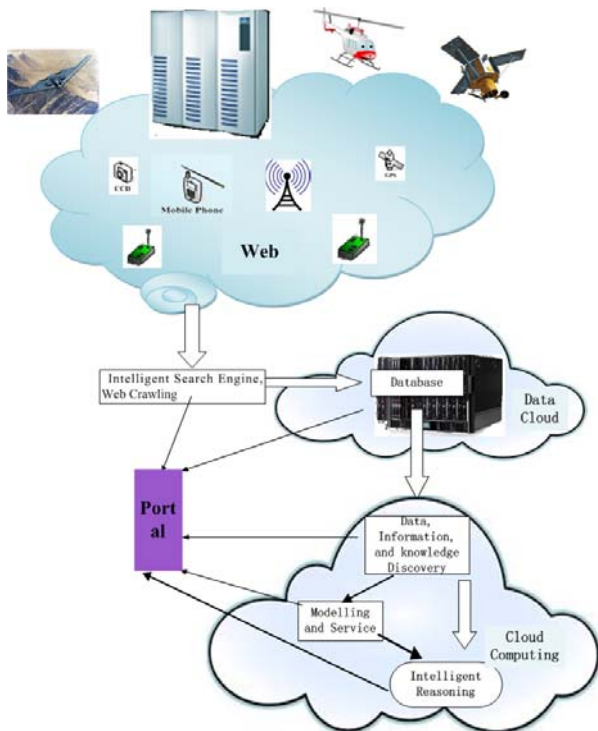 CCD
Mobile Phone
GPS
Web
Intelligent Search Engine,
Web Crawling
Database
Data
Cloud
Port
al
Data,
Information,
and knowledge
Discovery
Modelling
and Service
Cloud
Computing
Intelligent
Reasoning